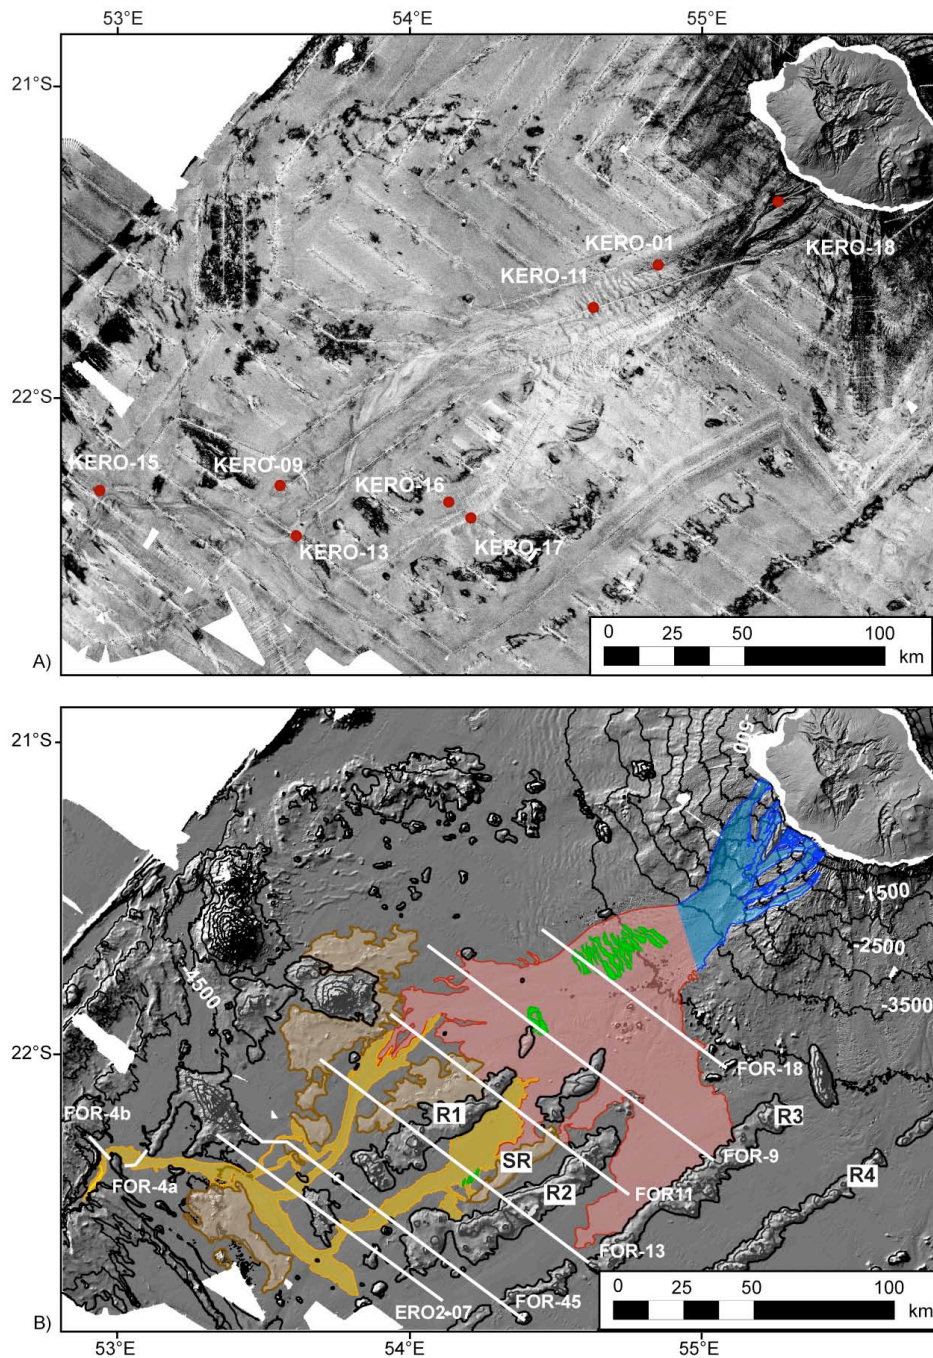 53°E 54°E 55°E
21°S
KERO-01
KERO-11 KERO-18
22°S
KERO-15 KERO-09 KERO-16
KERO-13 KERO-17
0 25 50 100
km
A)
21°S
500
-1500
-2500
-4500
-3500
22°S
FOR-18
FOR-4b R1 R3
FOR-9
FOR-4a SR R4
R2 FOR11
FOR-13
ERO2-07 FOR-45
0 25 50 100
km
B)
53°E 54°E 55°E